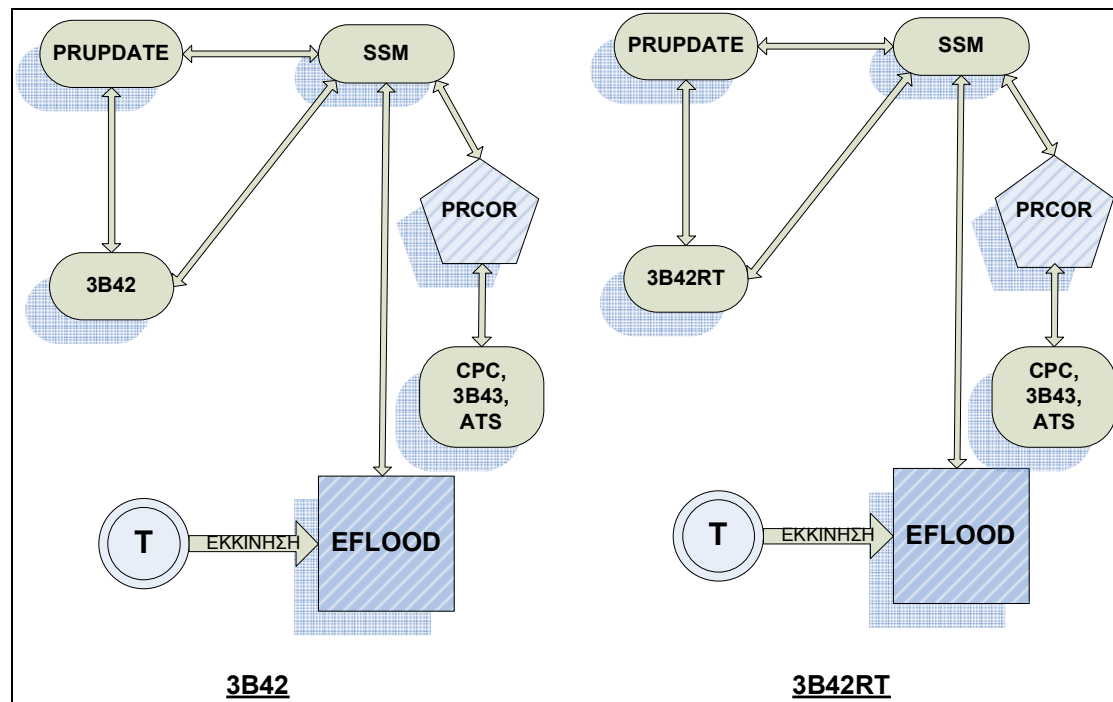 PRUPDATE
SSM
PRCOR
3B42
CPC,
3B43,
ATS
T
ΕΚΚΙΝΗΣΗ
EFLOOD
3B42
PRUPDATE
SSM
PRCOR
3B42RT
CPC,
3B43,
ATS
T
ΕΚΚΙΝΗΣΗ
EFLOOD
3B42RT